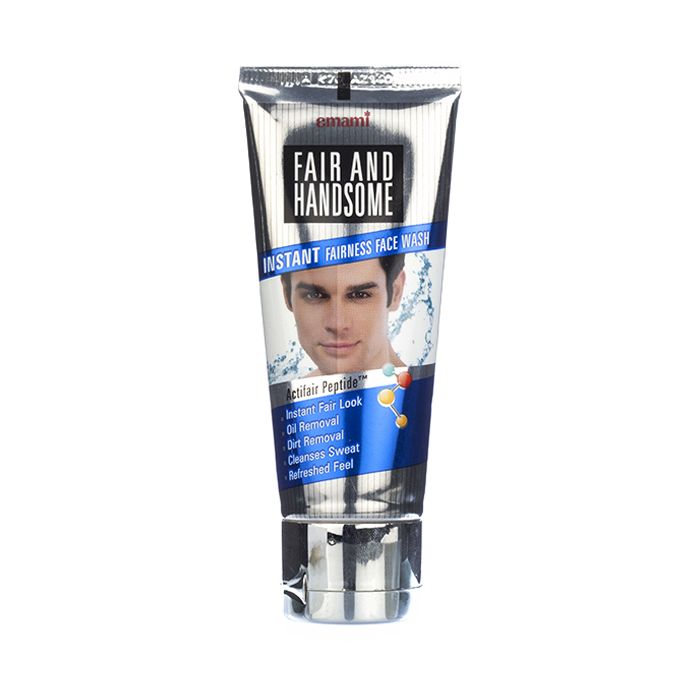 emami
FAIR AND
HANDSOME
INSTANT FAIRNESS FACE WASH
Actifair Peptide™
Instant Fair Look
Oil Removal
Dirt Removal
Cleanses Sweat
Refreshed Feel